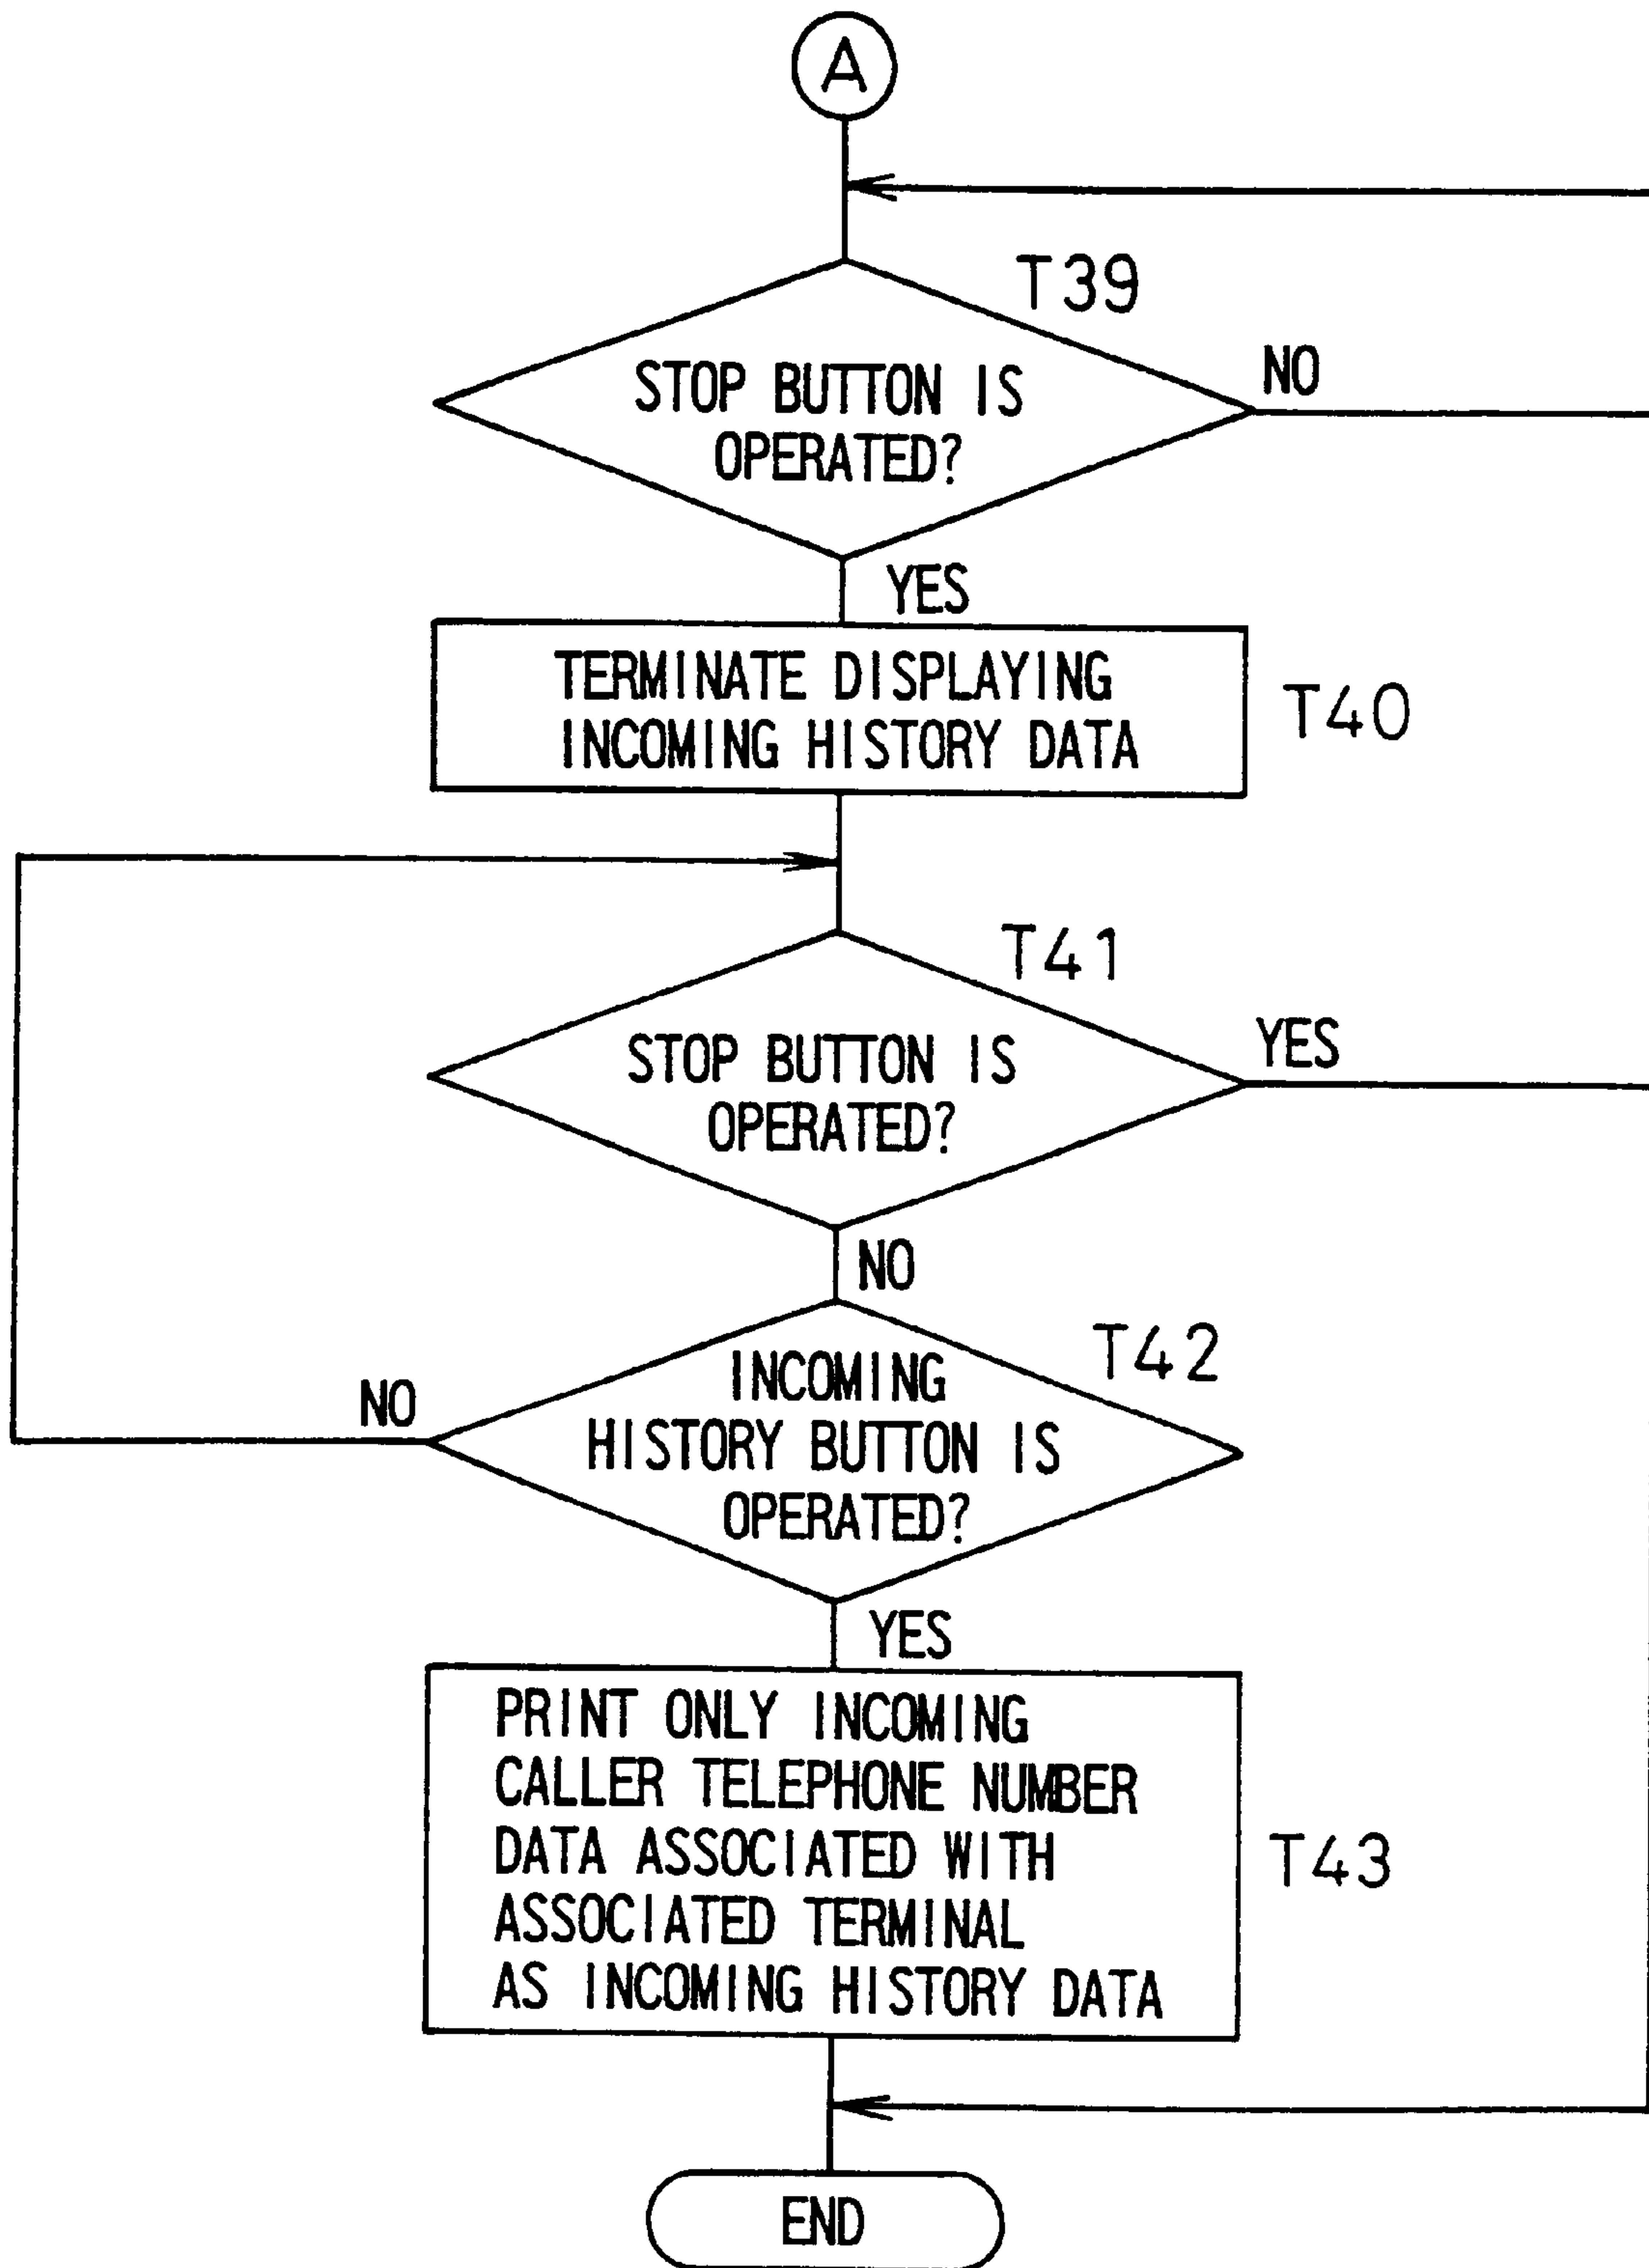 A
T39
STOP BUTTON IS
OPERATED?
NO
YES
TERMINATE DISPLAYING
INCOMING HISTORY DATA
T40
T41
STOP BUTTON IS
OPERATED?
YES
NO
T42
INCOMING
HISTORY BUTTON IS
OPERATED?
NO
YES
PRINT ONLY INCOMING
CALLER TELEPHONE NUMBER
DATA ASSOCIATED WITH
ASSOCIATED TERMINAL
AS INCOMING HISTORY DATA
T43
END